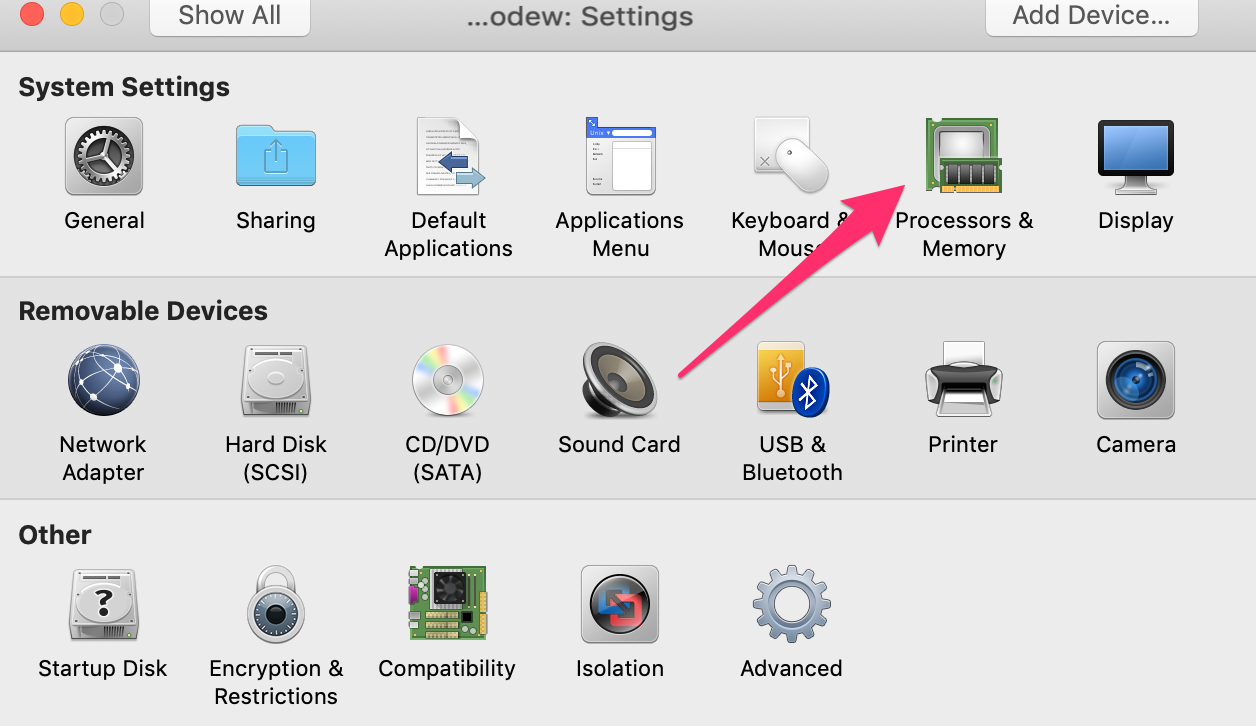 Show All
...odew: Settings
Add Device...
System Settings
General
Sharing
Default
Applications
Unix
Applications
Menu
Keyboard &
Mouse
Processors &
Memory
Display
Removable Devices
Network
Adapter
Hard Disk
(SCSI)
CD/DVD
(SATA)
Sound Card
USB &
Bluetooth
Printer
Camera
Other
?
Startup Disk
Encryption &
Restrictions
Compatibility
Isolation
Advanced